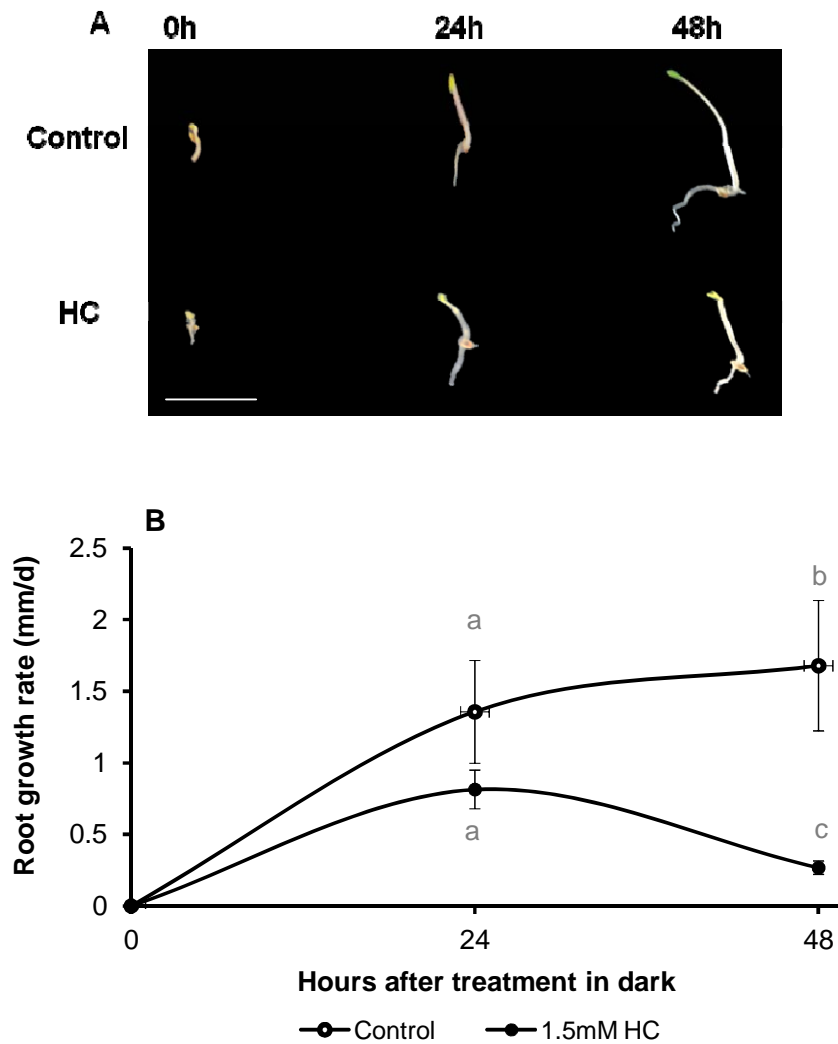 A 0h 24h 48h
Control
HC
B
Root growth rate (mm/d)
2.5
2
1.5
1
0.5
0
a
b
a
c
0 24 48
Hours after treatment in dark
Control 1.5mM HC